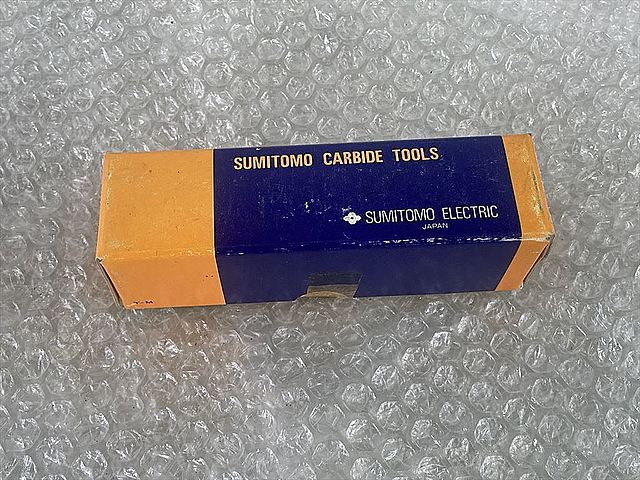 SUMITOMO CARBIDE TOOLS
SUMITOMO ELECTRIC
JAPAN
T-M